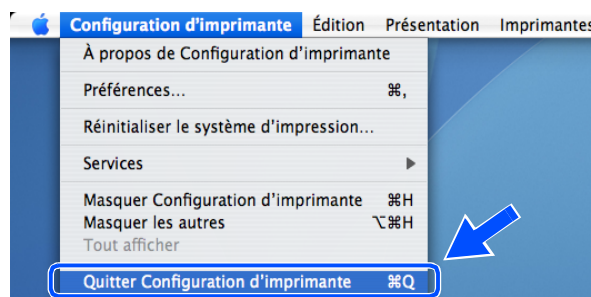 Configuration d'imprimante Édition Présentation Imprimantes
À propos de Configuration d'imprimante
Préférences... ⌘,
Réinitialiser le système d'impression...
Services
Masquer Configuration d'imprimante ⌘H
Masquer les autres ⌥⌘H
Tout afficher
Quitter Configuration d'imprimante ⌘Q